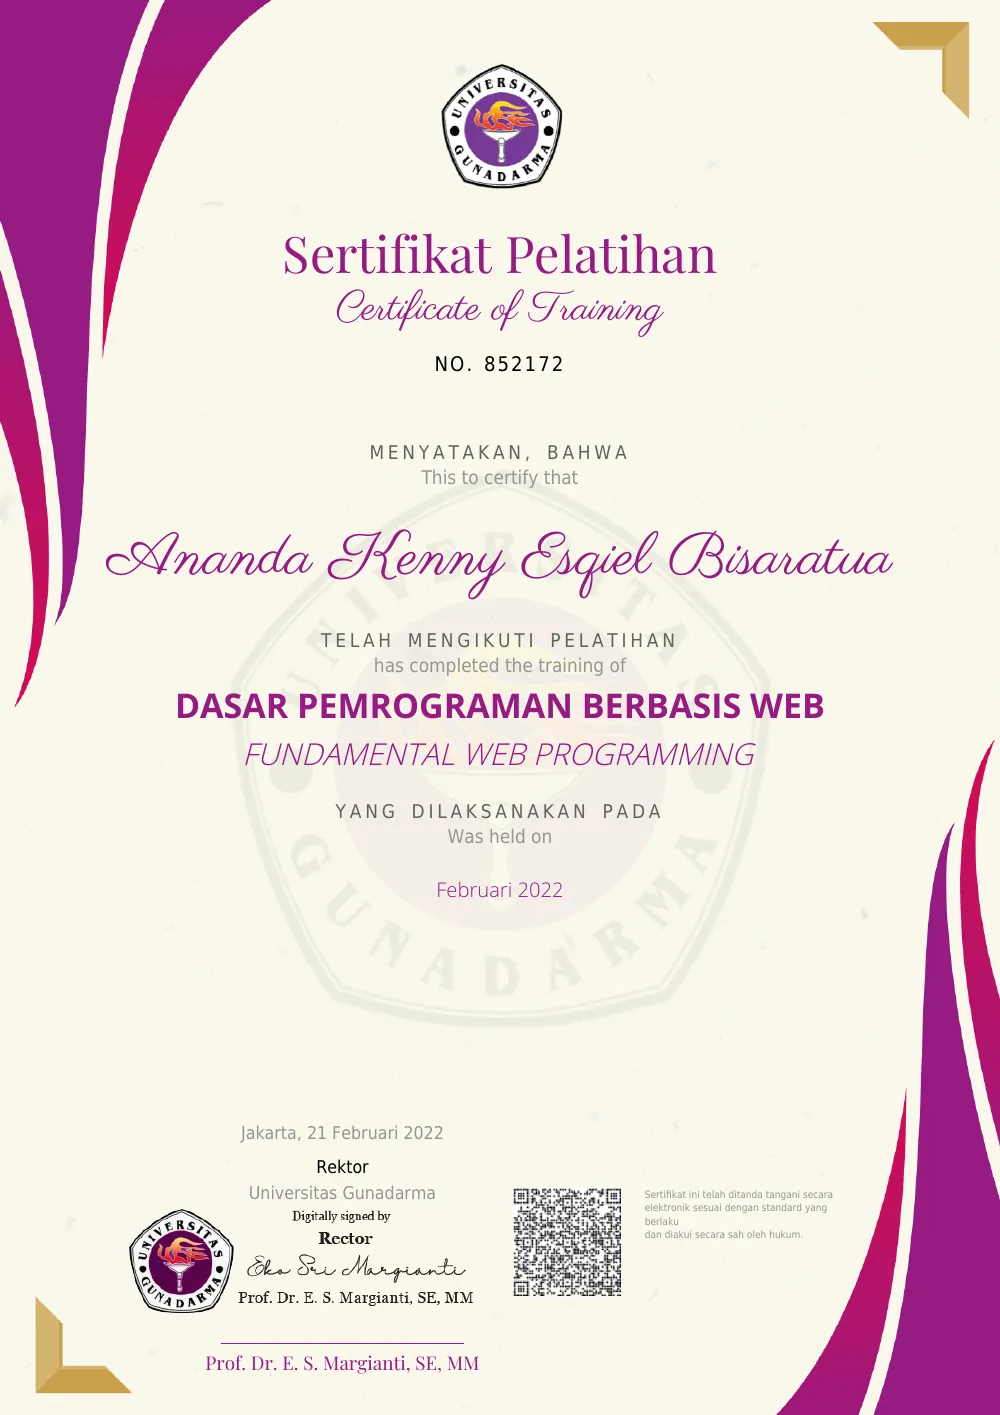 UNIVERSITAS
GUNADARMA
Sertifikat Pelatihan
Certificate of Training
NO. 852172
MENYATAKAN, BAHWA
This to certify that
Ananda Kenny Esqiel Bisaratua
TELAH MENGIKUTI PELATIHAN
has completed the training of
DASAR PEMROGRAMAN BERBASIS WEB
FUNDAMENTAL WEB PROGRAMMING
YANG DILAKSANAKAN PADA
Was held on
Februari 2022
UNIVERSITAS
GUNADARMA
Jakarta, 21 Februari 2022
Rektor
Universitas Gunadarma
Digitally signed by
Rector
Eko Sri Margianti
Prof. Dr. E. S. Margianti, SE, MM
UNIVERSITAS
GUNADARMA
Prof. Dr. E. S. Margianti, SE, MM
Sertifikat ini telah ditanda tangani secara
elektronik sesuai dengan standard yang
berlaku
dan diakui secara sah oleh hukum.